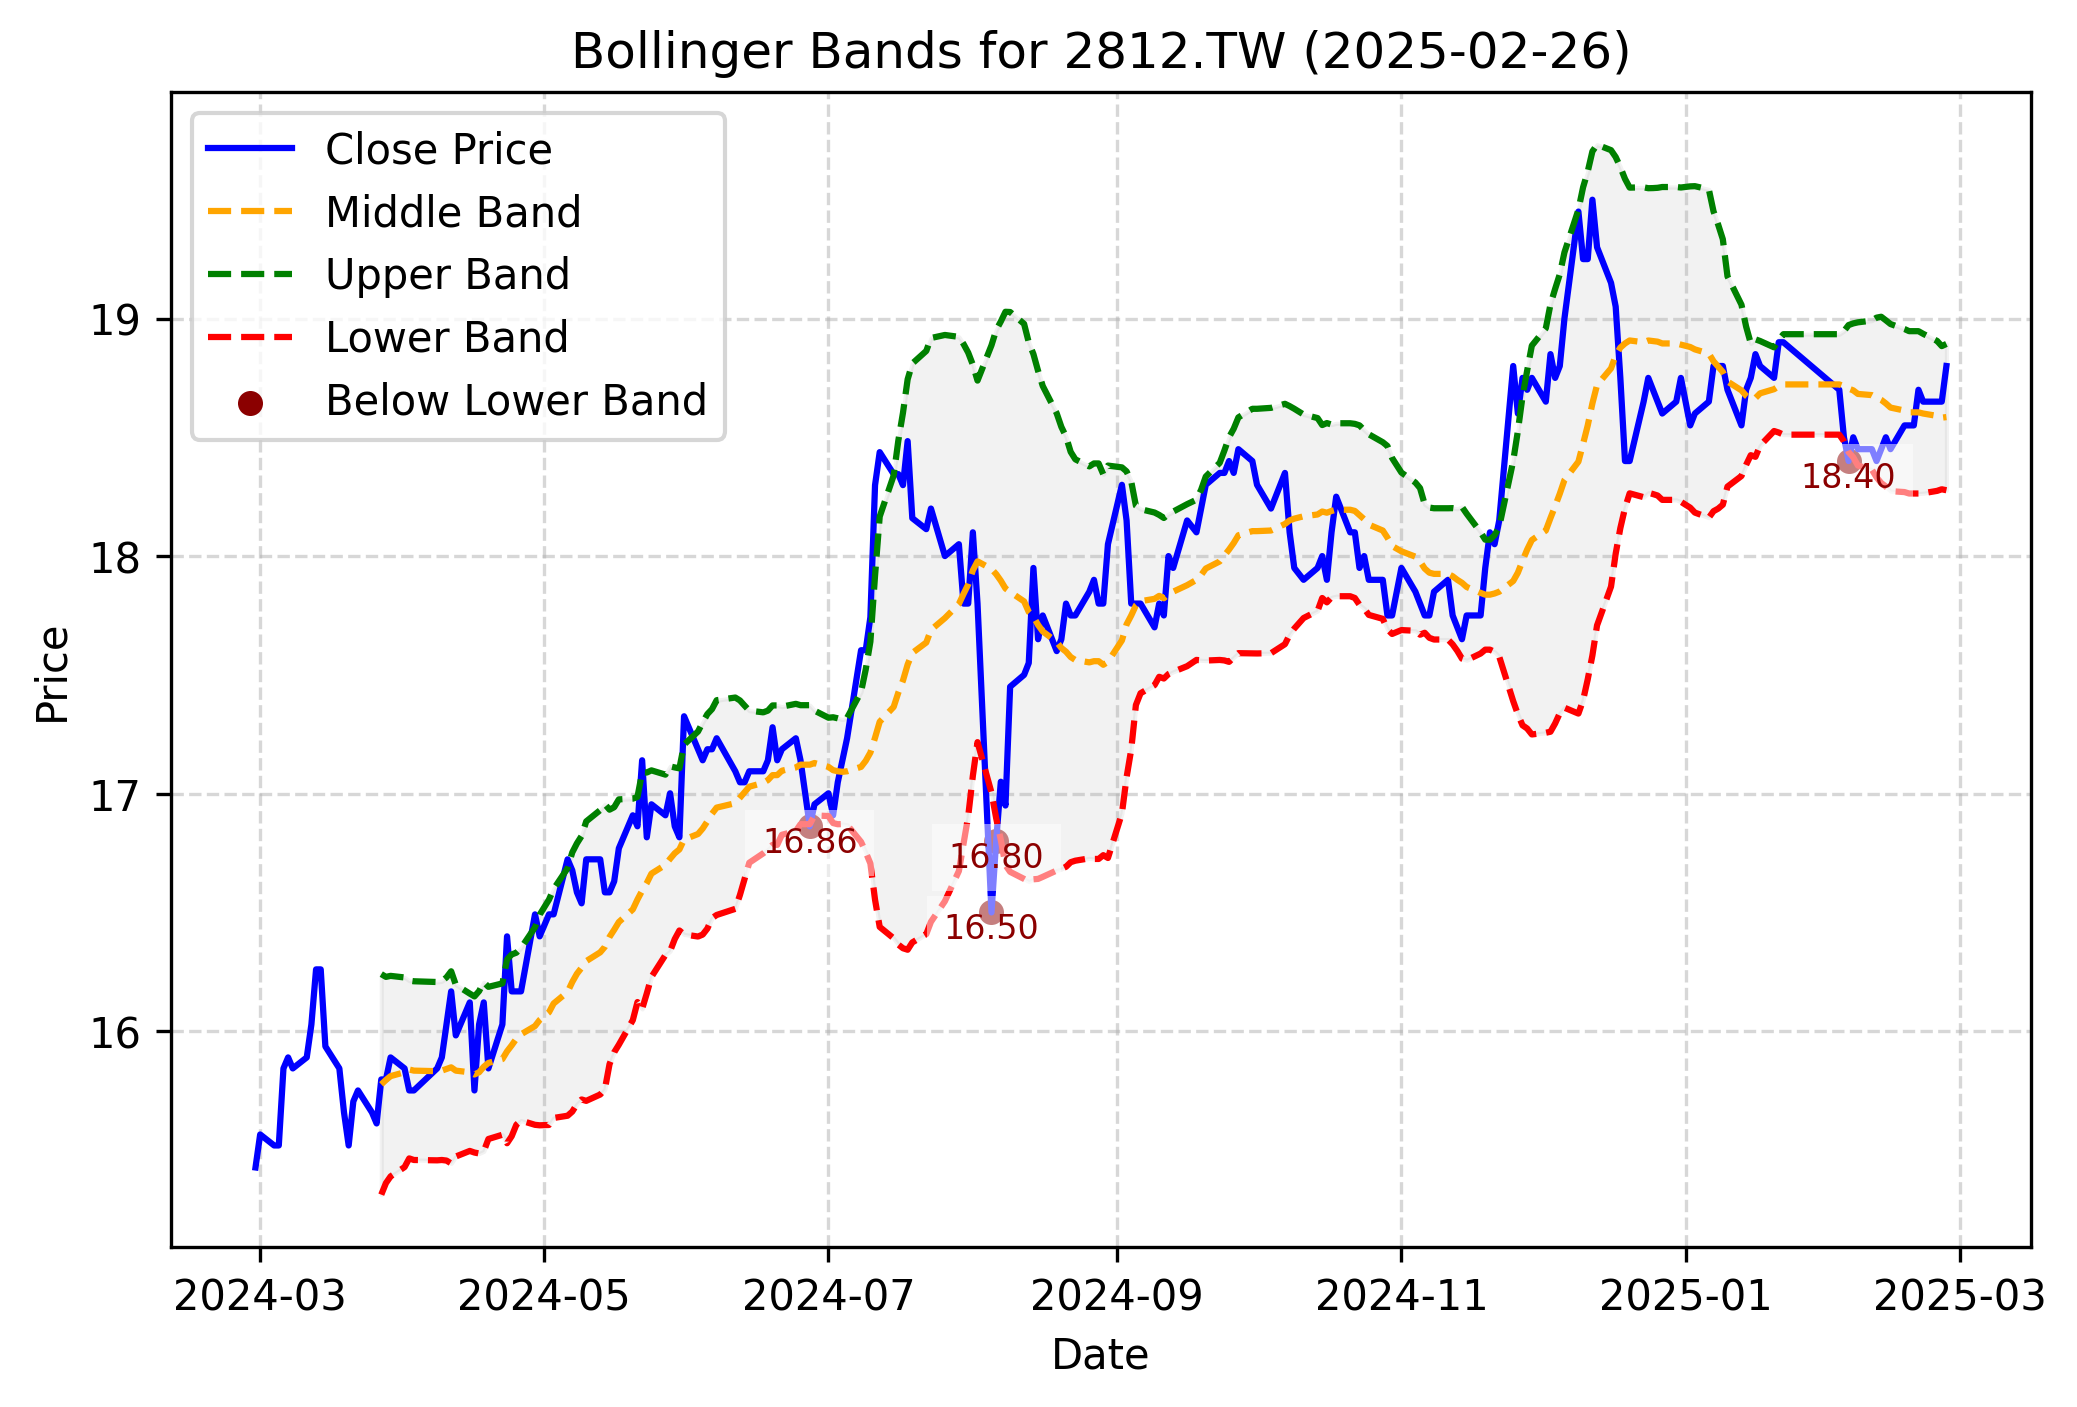 Bollinger Bands for 2812.TW (2025-02-26)
Close Price
Middle Band
Upper Band
Lower Band
Below Lower Band
19
18
17
16
Price
18.40
16.86
16.80
16.50
2024-03
2024-05
2024-07
2024-09
2024-11
2025-01
2025-03
Date